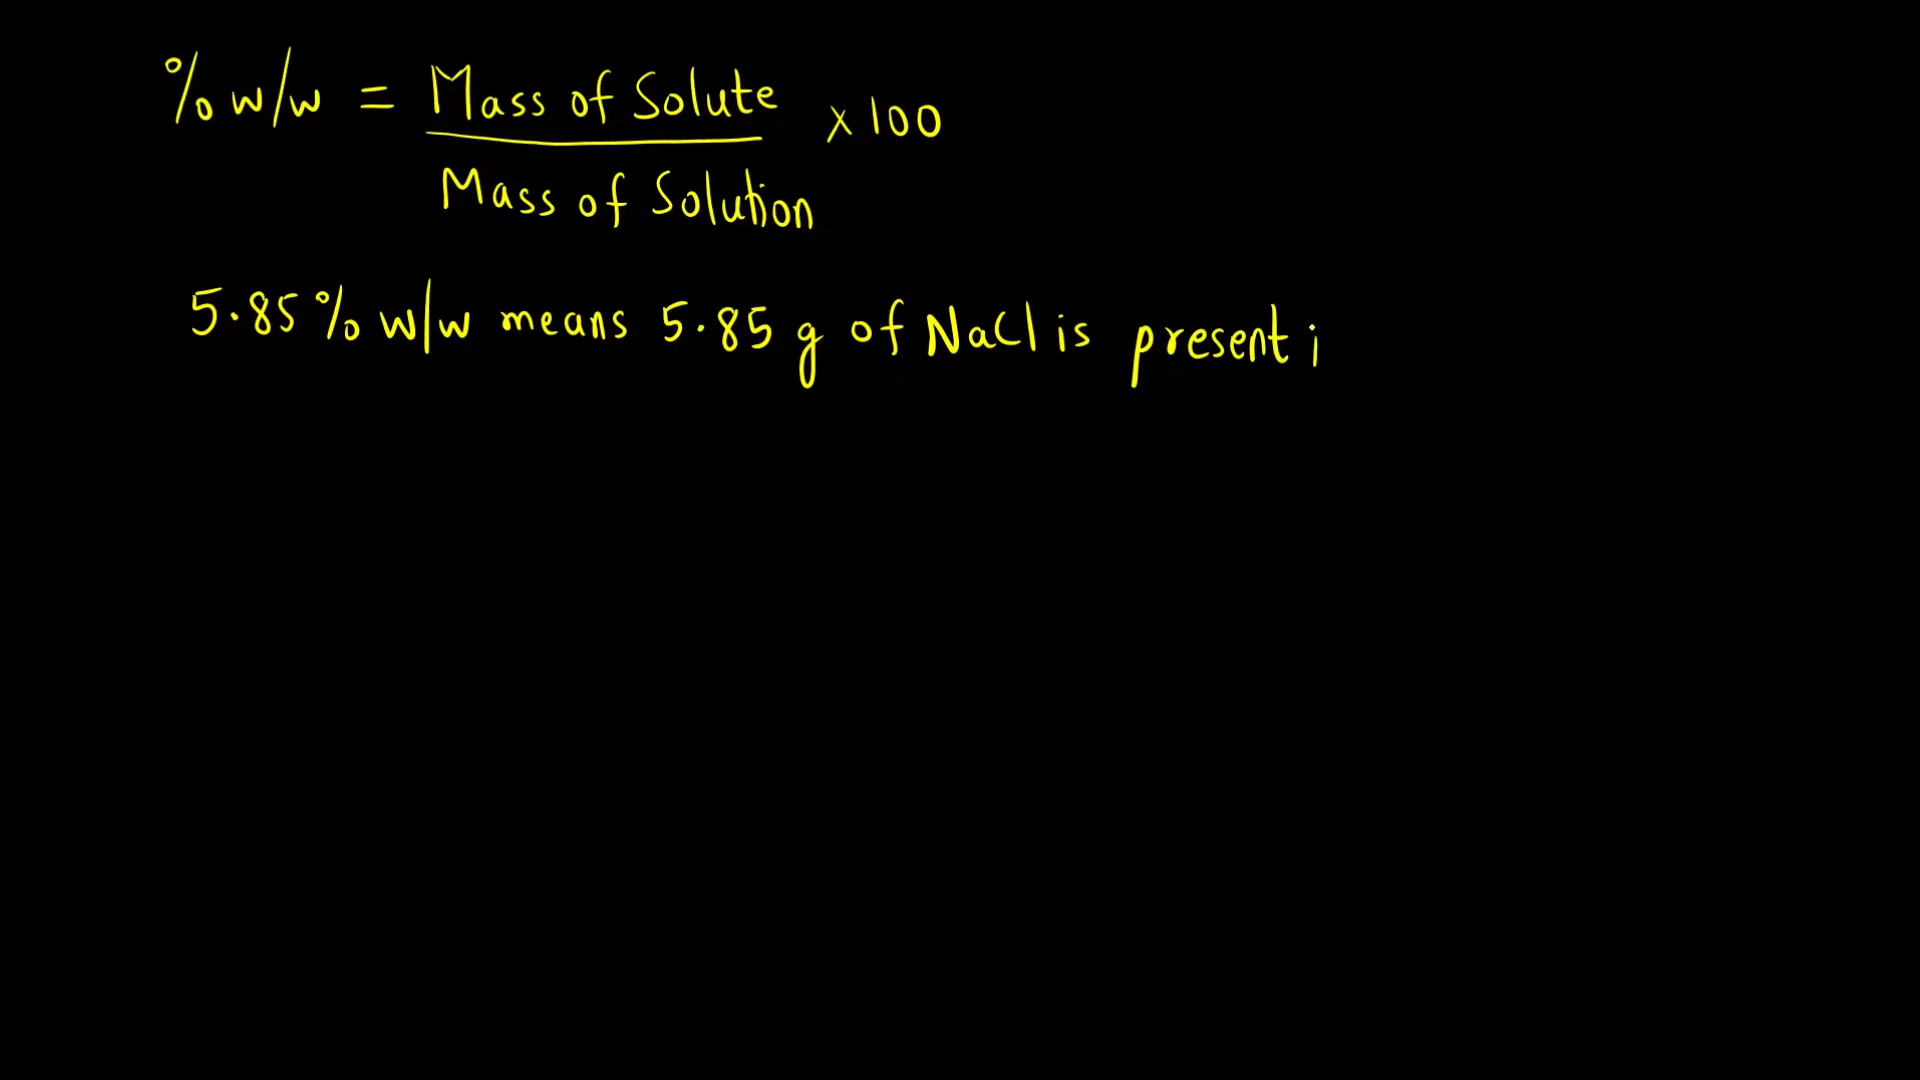 % w/w = Mass of Solute x 100
Mass of Solution
5.85 % w/w means 5.85 g of NaCl is present i